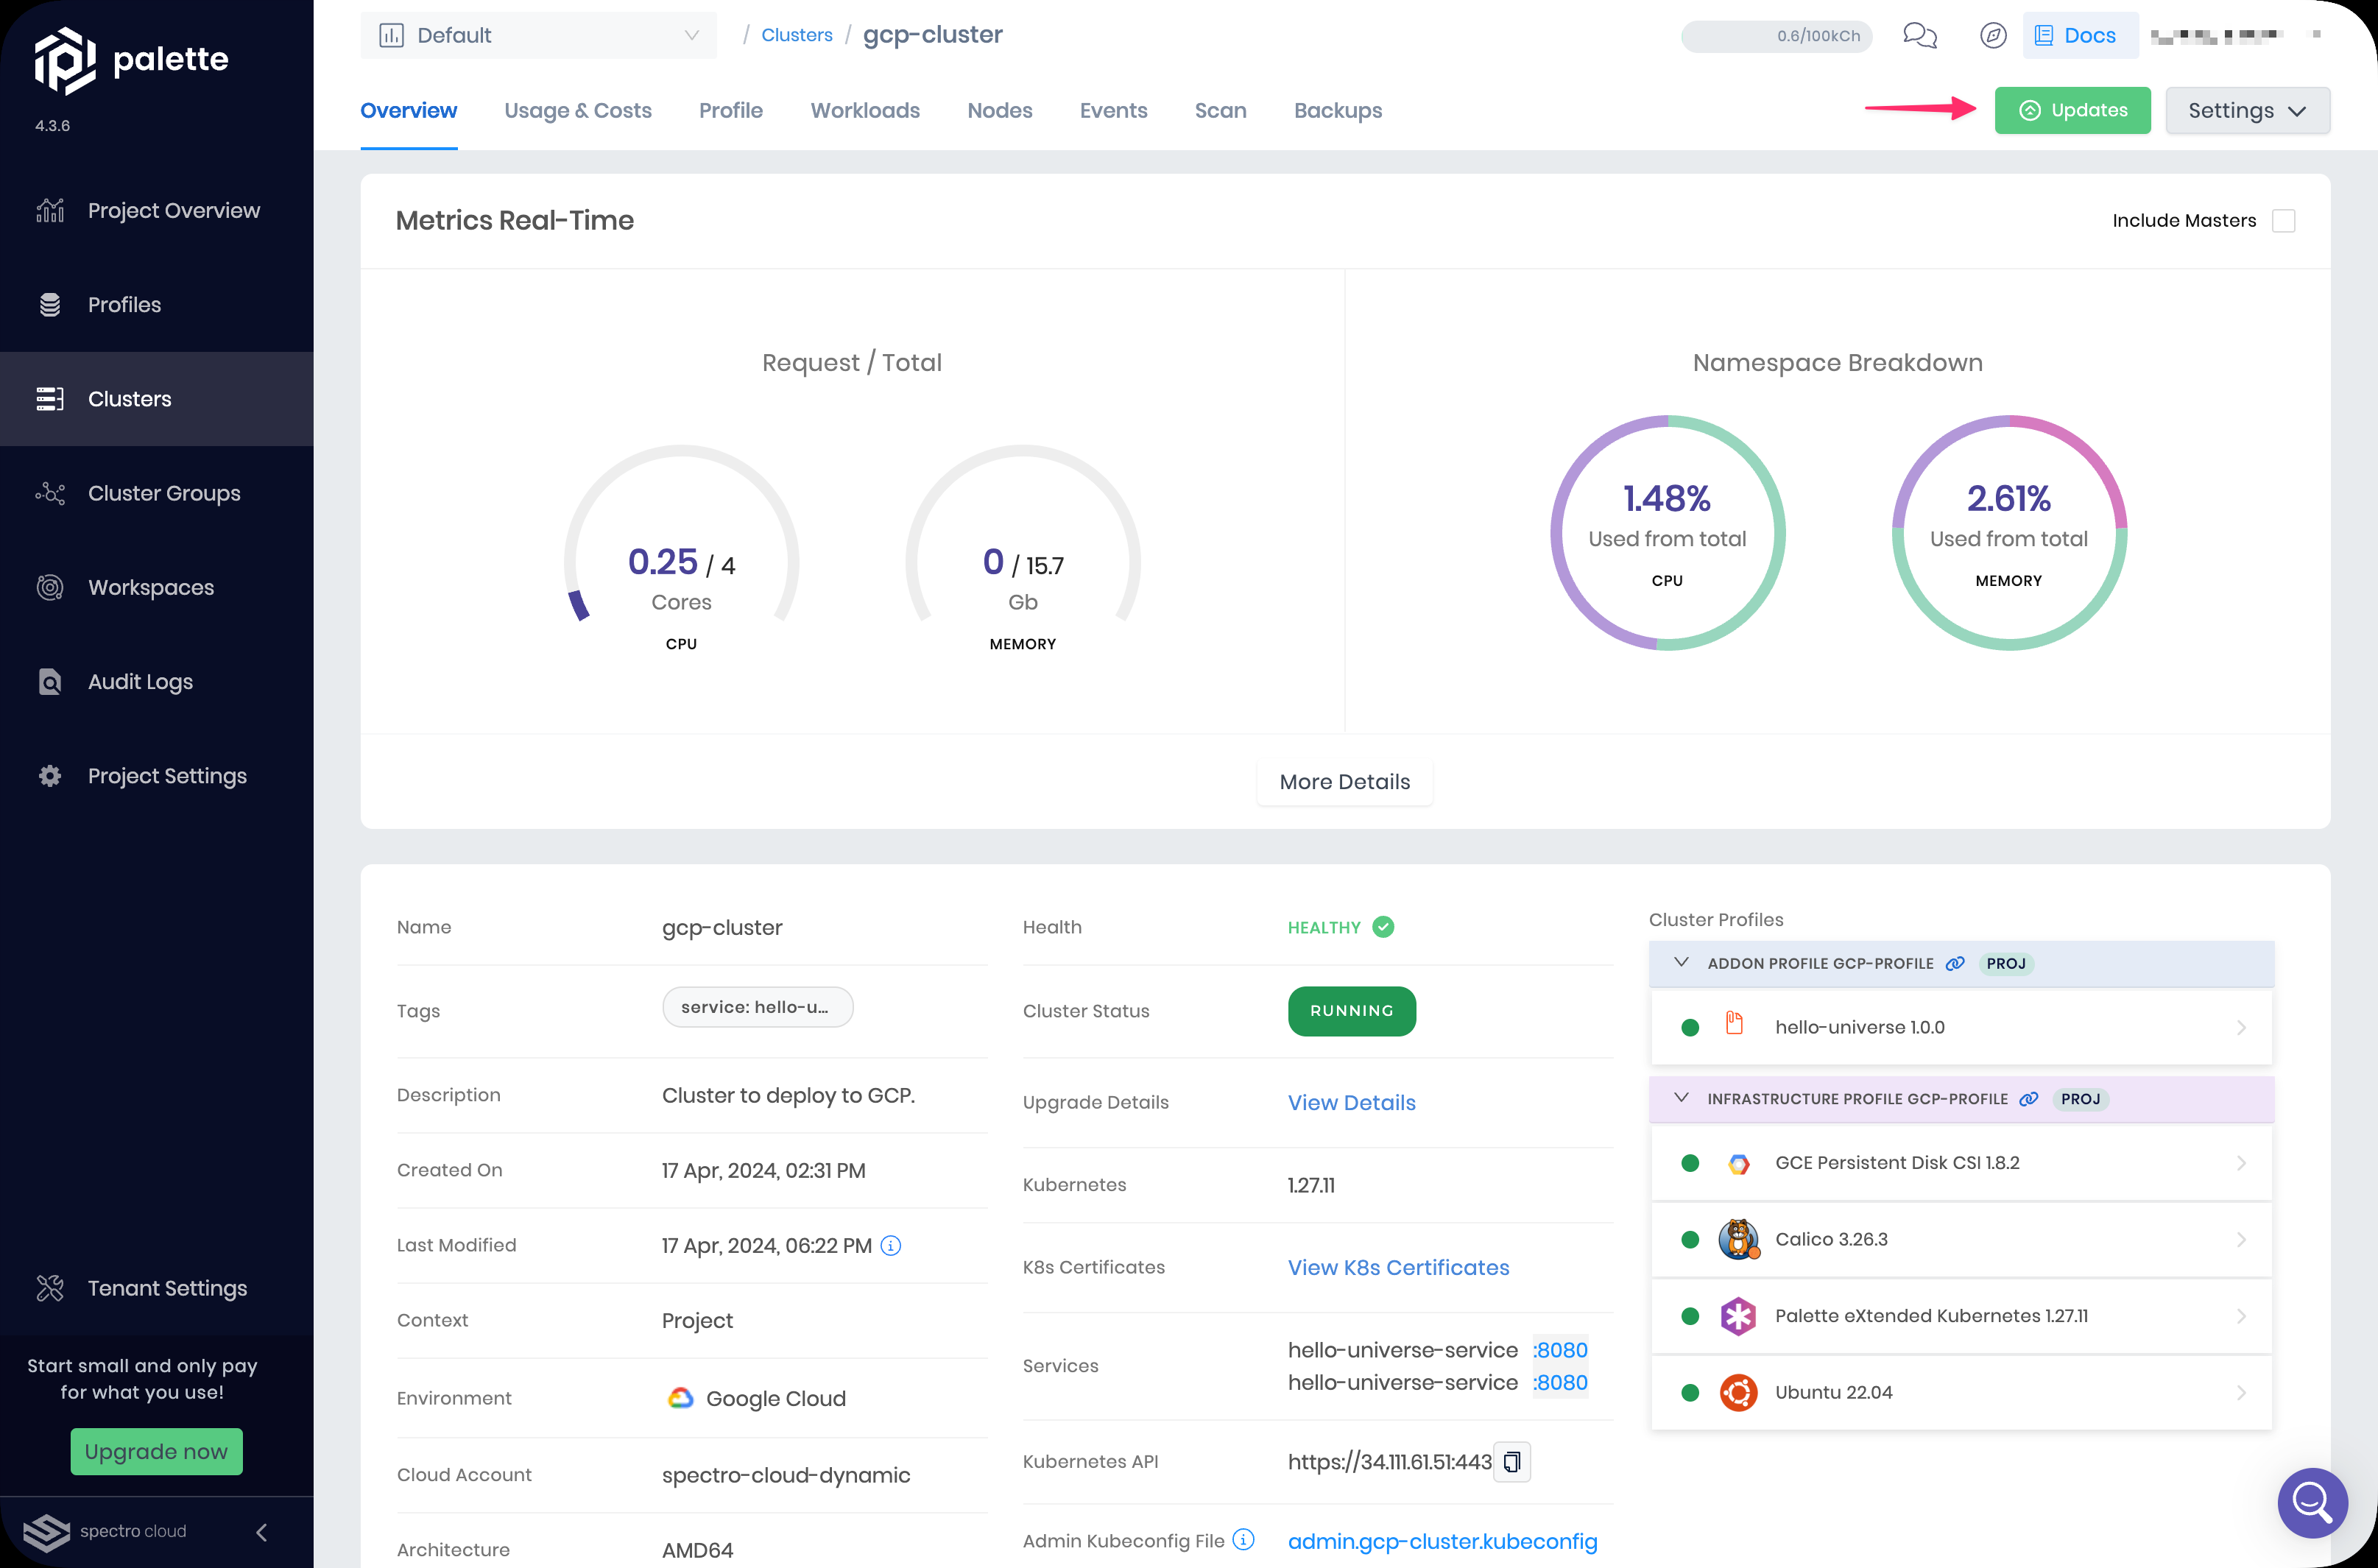 palette
4.3.6
Project Overview
Profiles
Clusters
Cluster Groups
Workspaces
Audit Logs
Project Settings
Tenant Settings
Start small and only pay
for what you use!
Upgrade now
spectro cloud
Default
/ Clusters / gcp-cluster
0.6/100kCh
Docs
Overview
Usage & Costs
Profile
Workloads
Nodes
Events
Scan
Backups
Updates
Settings
Metrics Real-Time
Include Masters
Request / Total
0.25 / 4
Cores
CPU
0 / 15.7
Gb
MEMORY
Namespace Breakdown
1.48%
Used from total
CPU
2.61%
Used from total
MEMORY
More Details
Name
gcp-cluster
Tags
service: hello-u...
Description
Cluster to deploy to GCP.
Created On
17 Apr, 2024, 02:31 PM
Last Modified
17 Apr, 2024, 06:22 PM
Context
Project
Environment
Google Cloud
Cloud Account
spectro-cloud-dynamic
Architecture
AMD64
Health
HEALTHY
Cluster Status
RUNNING
Upgrade Details
View Details
Kubernetes
1.27.11
K8s Certificates
View K8s Certificates
Services
hello-universe-service :8080
hello-universe-service :8080
Kubernetes API
https://34.111.61.51:443
Admin Kubeconfig File
admin.gcp-cluster.kubeconfig
Cluster Profiles
ADDON PROFILE GCP-PROFILE PROJ
hello-universe 1.0.0
INFRASTRUCTURE PROFILE GCP-PROFILE PROJ
GCE Persistent Disk CSI 1.8.2
Calico 3.26.3
Palette eXtended Kubernetes 1.27.11
Ubuntu 22.04